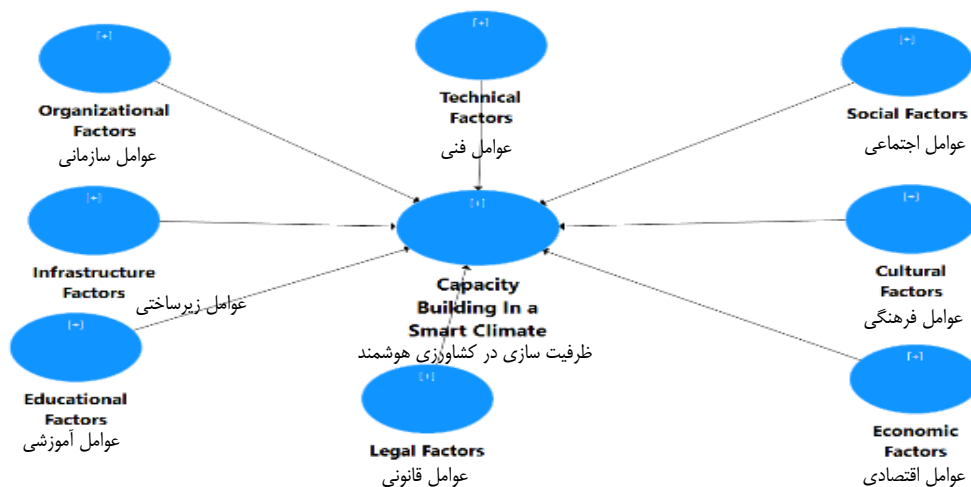 [+]
Organizational
Factors
عوامل سازمانی
[+]
Technical
Factors
عوامل فنی
[+]
Social Factors
عوامل اجتماعی
[+]
Infrastructure
Factors
عوامل زیرساختی
[+]
Capacity
Building In a
Smart Climate
ظرفیت سازی در کشاورزی هوشمند
[+]
Cultural
Factors
عوامل فرهنگی
[+]
Educational
Factors
عوامل آموزشی
[+]
Legal Factors
عوامل قانونی
[+]
Economic
Factors
عوامل اقتصادی